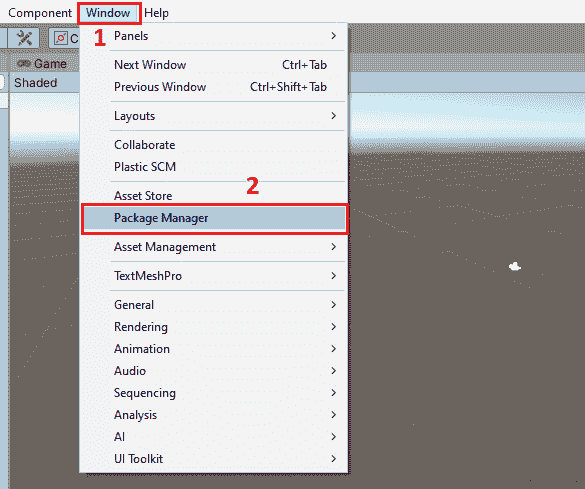 Component Window Help
1
C
Panels
Game
Next Window Ctrl+Tab
Shaded
Previous Window Ctrl+Shift+Tab
Layouts
Collaborate
Plastic SCM
Asset Store
2
Package Manager
Asset Management
TextMeshPro
General
Rendering
Animation
Audio
Sequencing
Analysis
AI
UI Toolkit